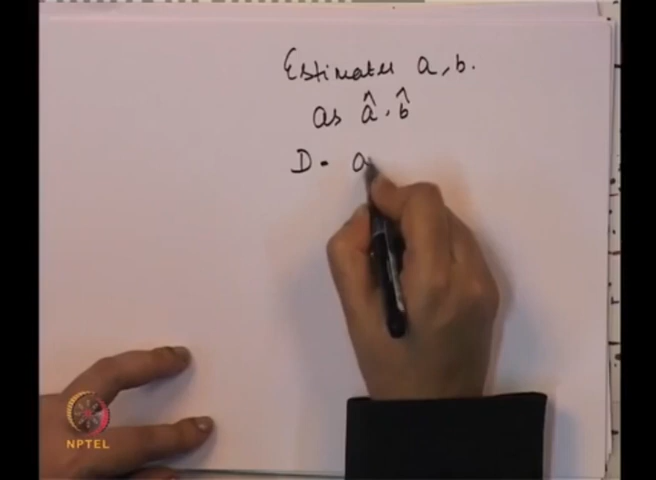 Estimates a, b.
as â, b̂
D = a
NPTEL